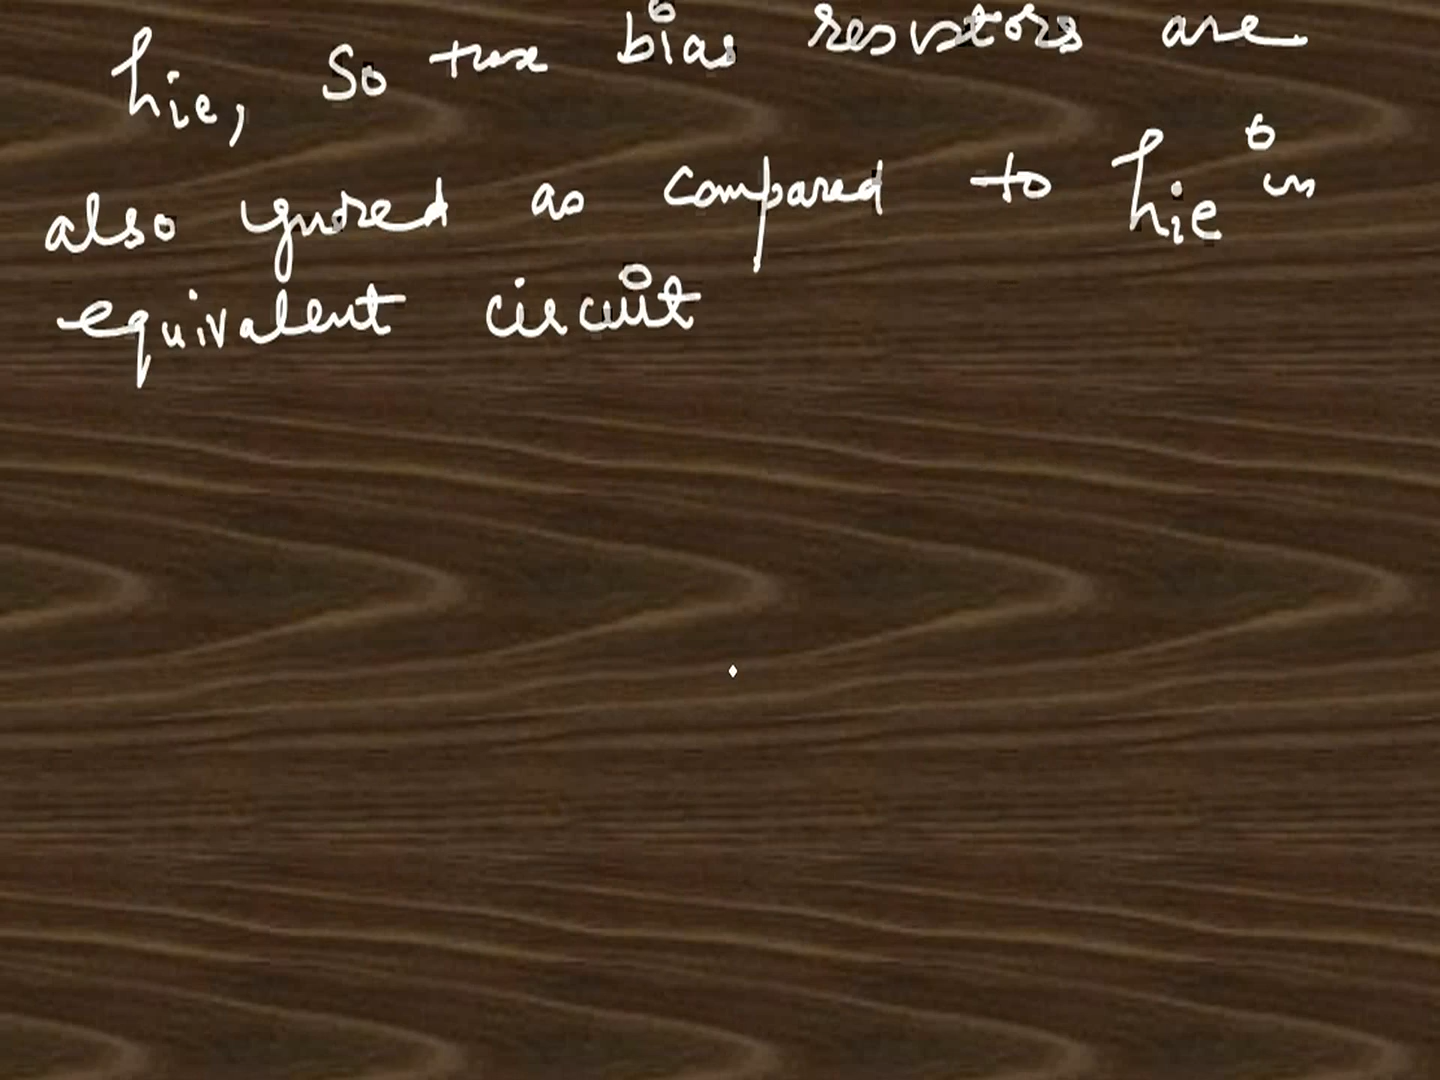 hie, so the bias resistors are
also ignored as compared to hie in
equivalent circuit